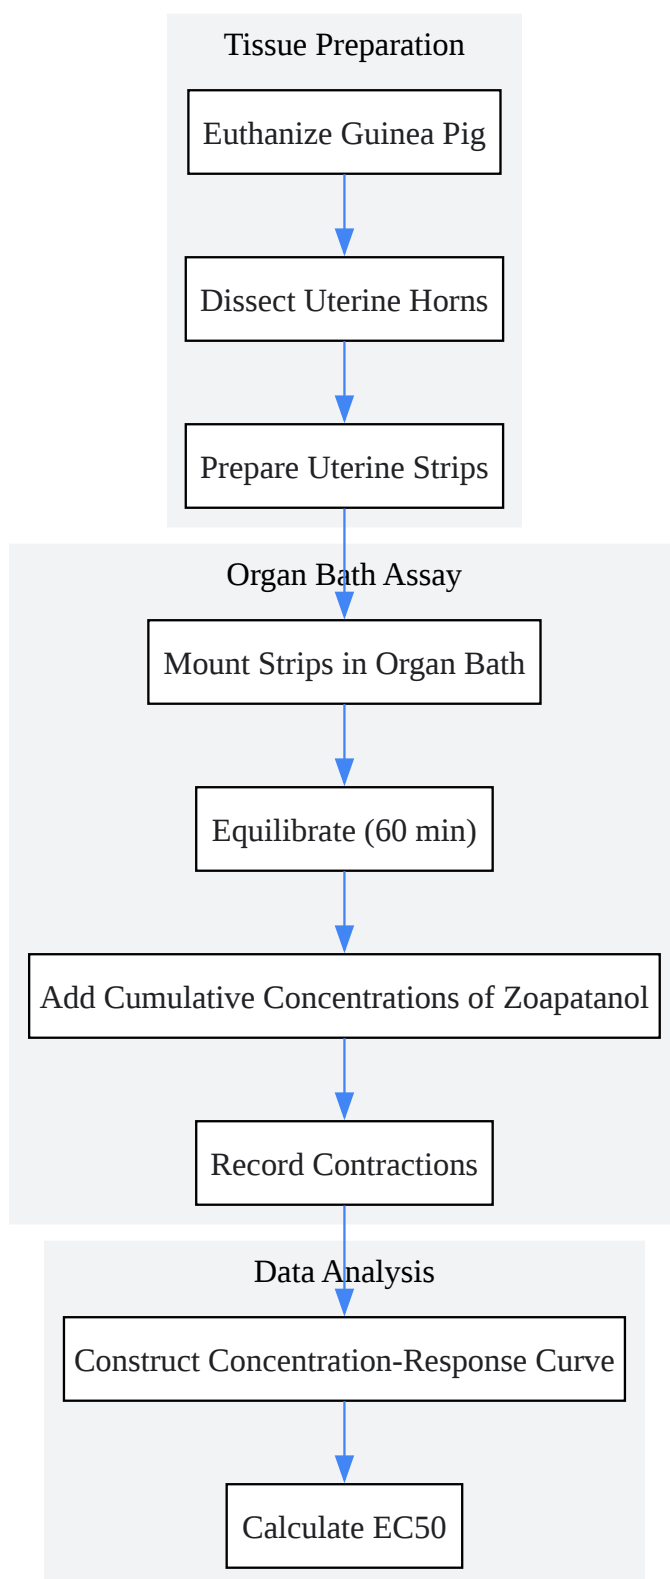 Tissue Preparation
Euthanize Guinea Pig
Dissect Uterine Horns
Prepare Uterine Strips
Organ Bath Assay
Mount Strips in Organ Bath
Equilibrate (60 min)
Add Cumulative Concentrations of Zoapatanol
Record Contractions
Data Analysis
Construct Concentration-Response Curve
Calculate EC50